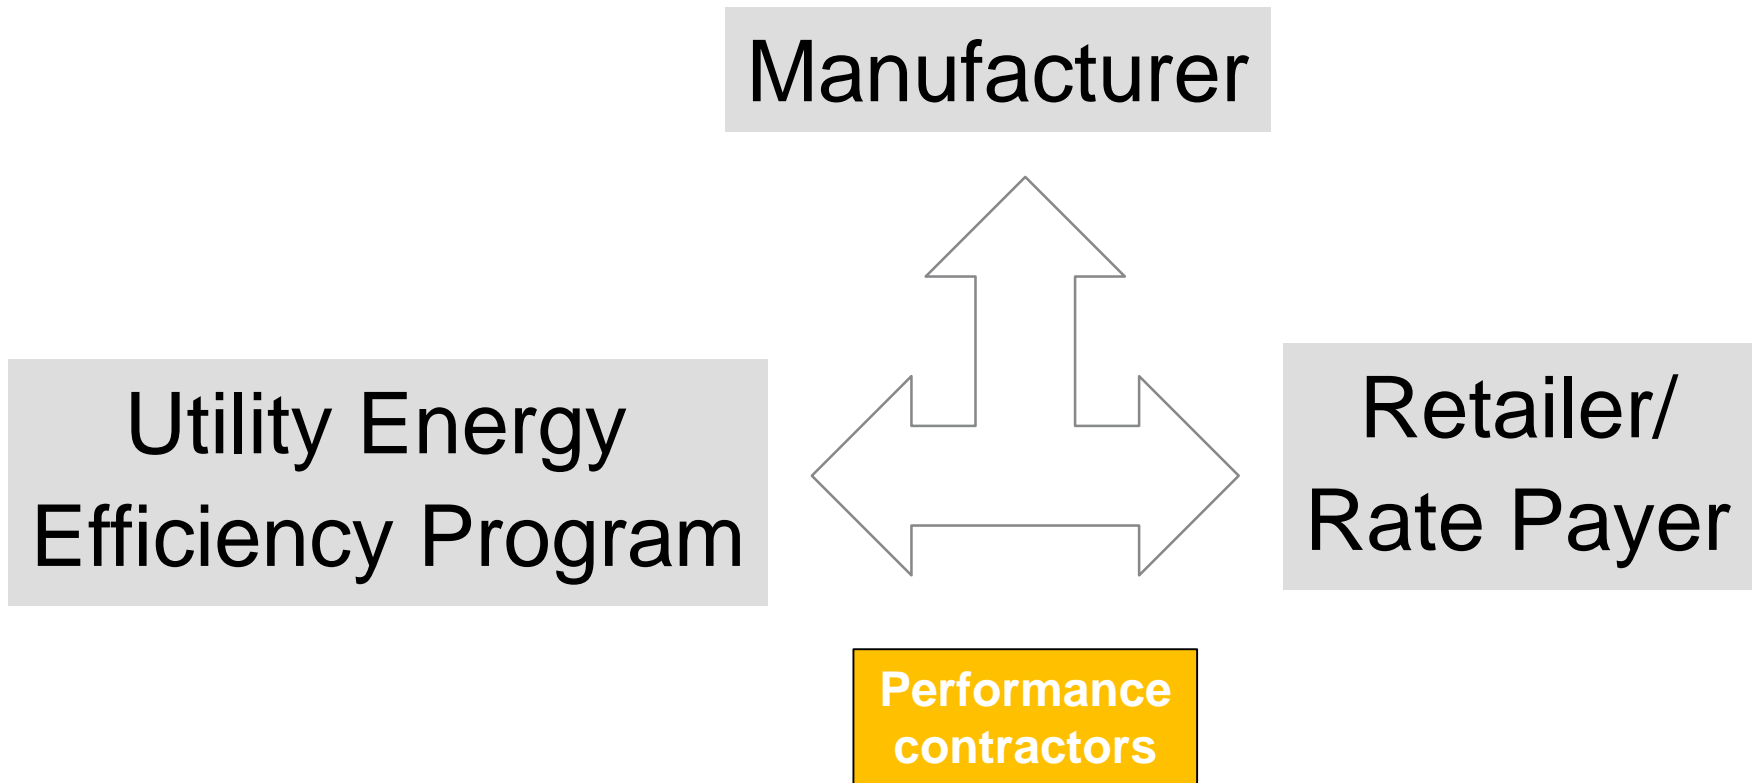 Manufacturer
Utility Energy
Efficiency Program
Retailer/
Rate Payer
Performance
contractors